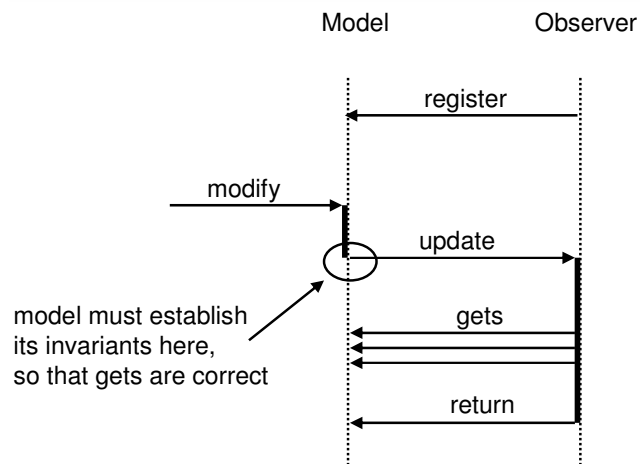 Model
Observer
register
modify
update
gets
model must establish
its invariants here,
so that gets are correct
return